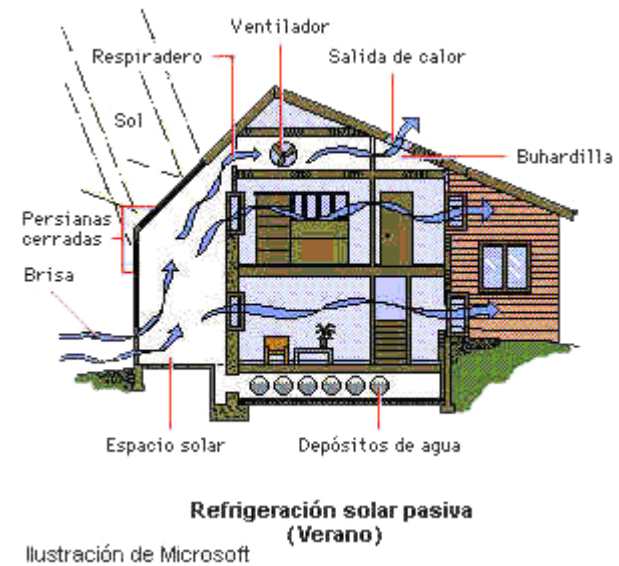 Ventilador
Respiradero
Salida de calor
Sol
Buhardilla
Persianas
cerradas
Brisa
Espacio solar
Depósitos de agua
Refrigeración solar pasiva
(Verano)
Ilustración de Microsoft